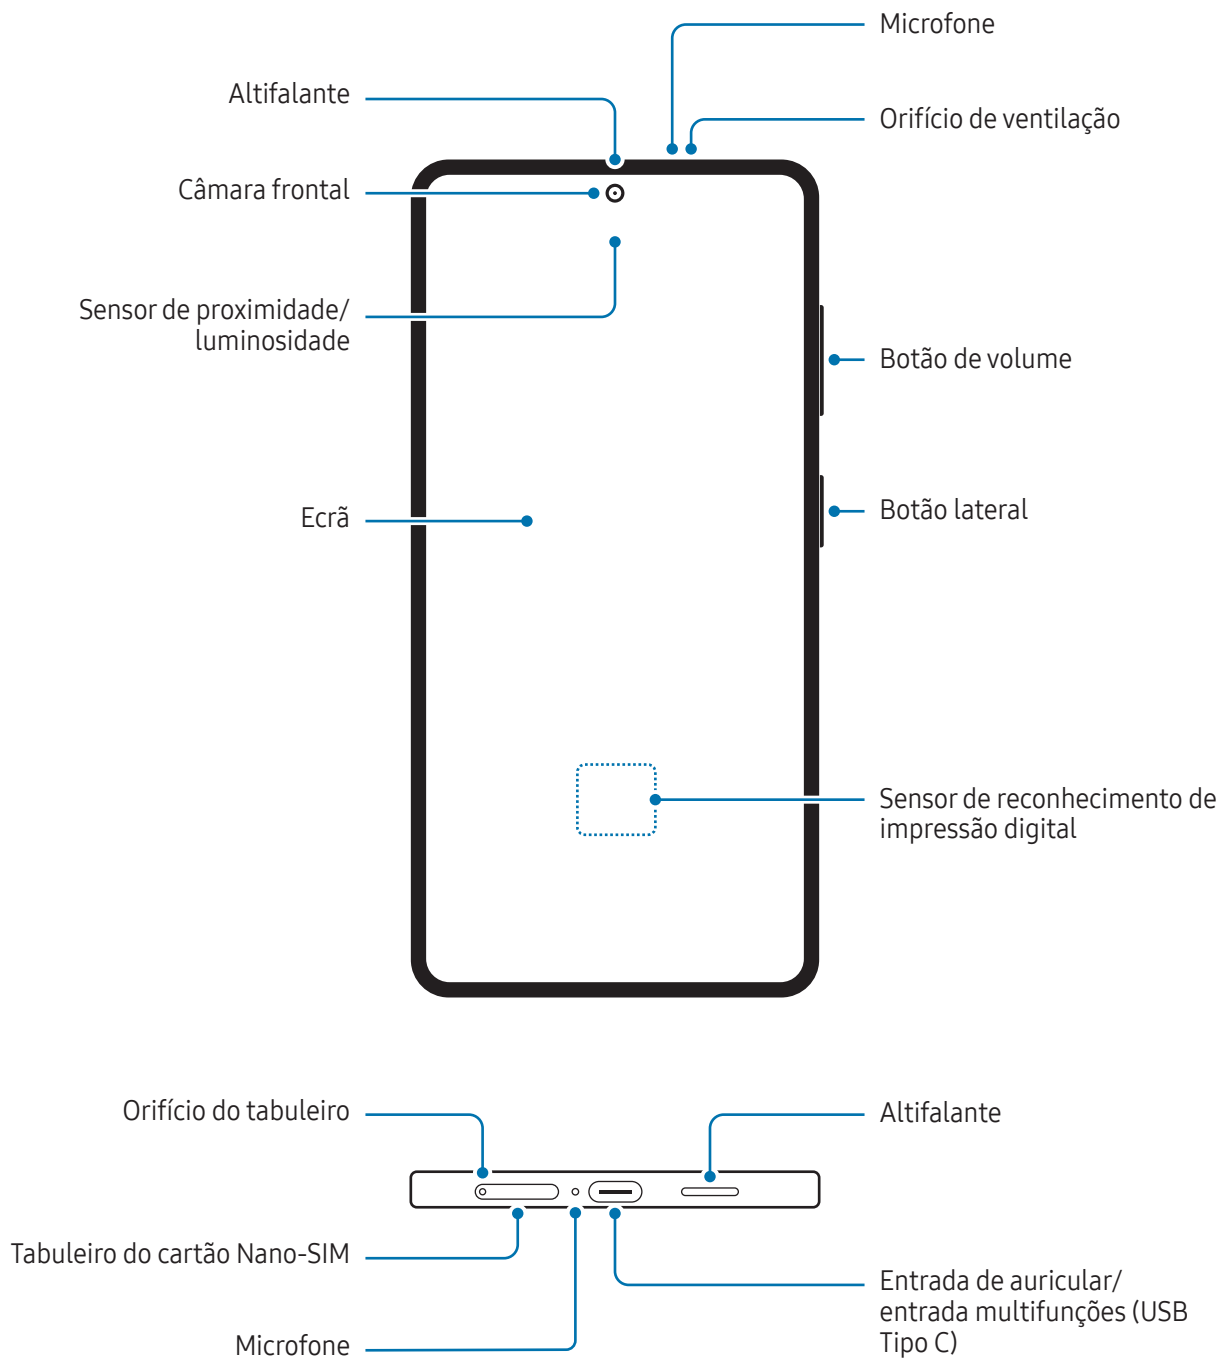 Microfone
Altifalante
Orifício de ventilação
Câmara frontal
Sensor de proximidade/
luminosidade
Botão de volume
Botão lateral
Ecrã
Sensor de reconhecimento de
impressão digital
Orifício do tabuleiro
Altifalante
Tabuleiro do cartão Nano-SIM
Entrada de auricular/
entrada multifunções (USB
Tipo C)
Microfone